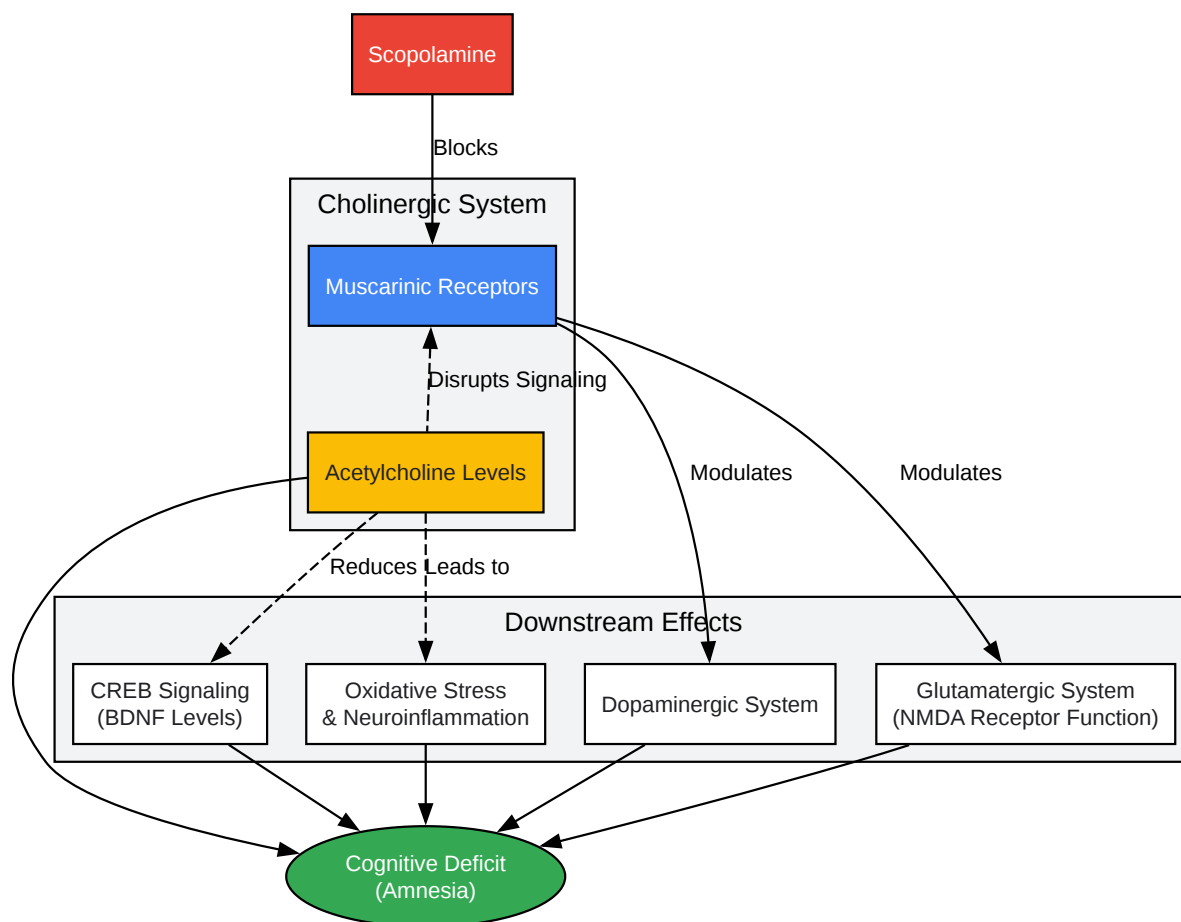 Scopolamine
Blocks
Cholinergic System
Muscarinic Receptors
Disrupts Signaling
Acetylcholine Levels
Modulates
Modulates
Reduces
Leads to
Downstream Effects
CREB Signaling
(BDNF Levels)
Oxidative Stress
& Neuroinflammation
Dopaminergic System
Glutamatergic System
(NMDA Receptor Function)
Cognitive Deficit
(Amnesia)